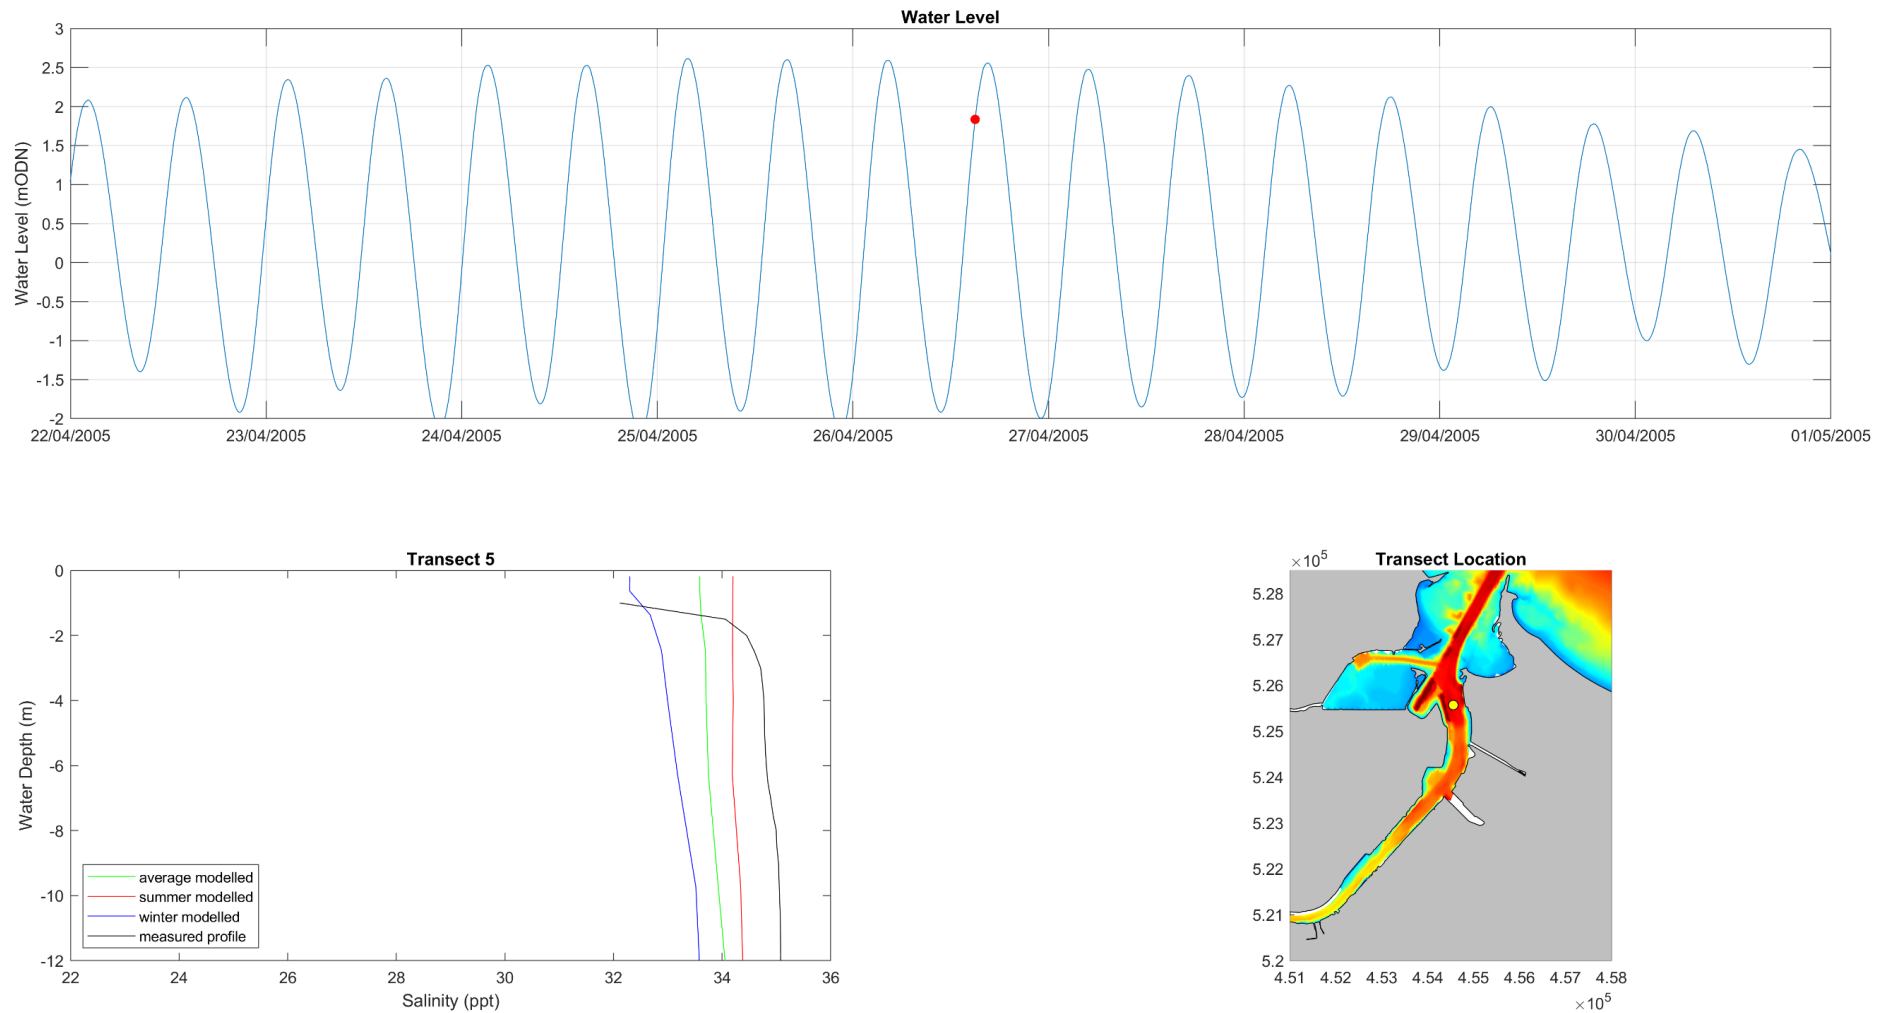 Water Level
3
2.5
2
1.5
1
0.5
0
-0.5
-1
-1.5
-2
Water Level (mODN)
22/04/2005 23/04/2005 24/04/2005 25/04/2005 26/04/2005 27/04/2005 28/04/2005 29/04/2005 30/04/2005 01/05/2005
Transect 5
0
-2
-4
-6
-8
-10
-12
Water Depth (m)
average modelled
summer modelled
winter modelled
measured profile
22 24 26 28 30 32 34 36
Salinity (ppt)
×10⁵ Transect Location
5.28
5.27
5.26
5.25
5.24
5.23
5.22
5.21
5.2
4.51 4.52 4.53 4.54 4.55 4.56 4.57 4.58
×10⁵